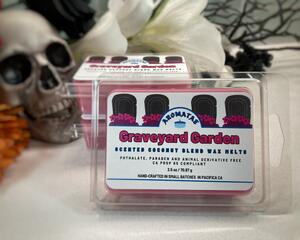 AROMATAS
Graveyard Garden
SCENTED COCONUT BLEND WAX MELTS
PHTHALATE, PARABEN AND ANIMAL DERIVATIVE FREE
CA PROP 65 COMPLIANT
2.5 oz / 70.87 g
HAND-CRAFTED IN SMALL BATCHES IN PACIFICA CA